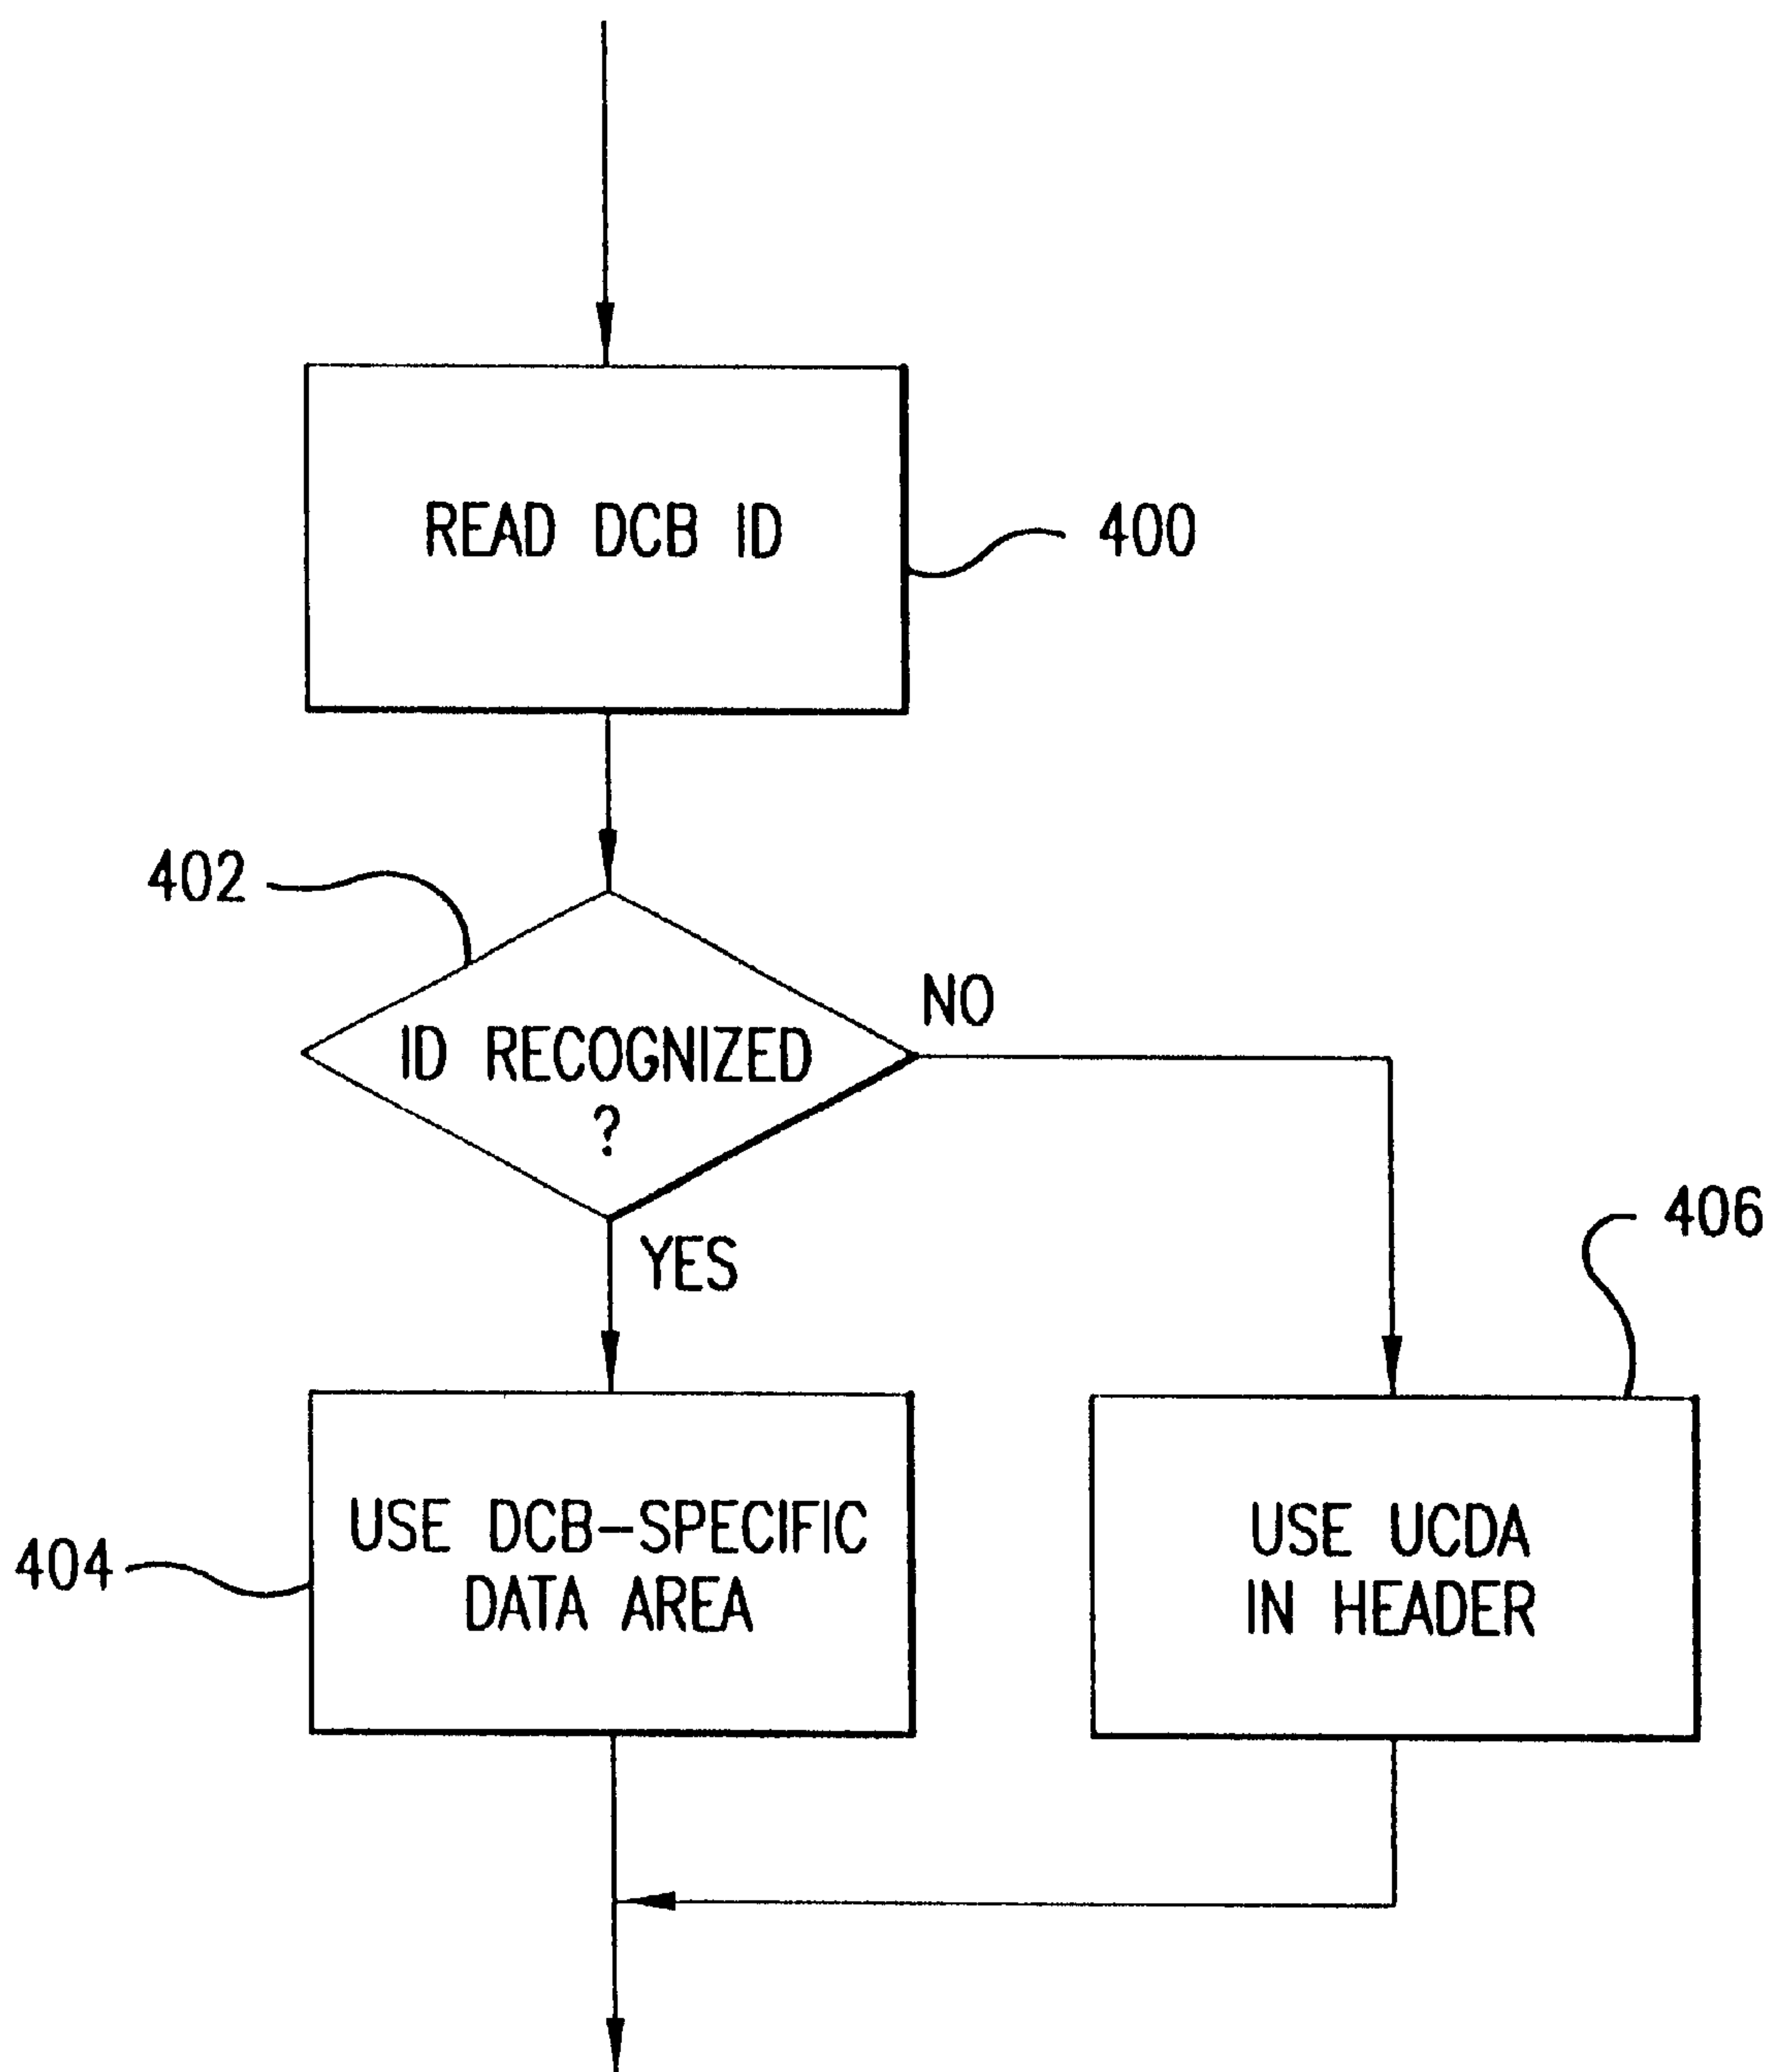 READ DCB ID
400
402
NO
ID RECOGNIZED
?
YES
406
USE DCB-SPECIFIC
DATA AREA
404
USE UCDA
IN HEADER